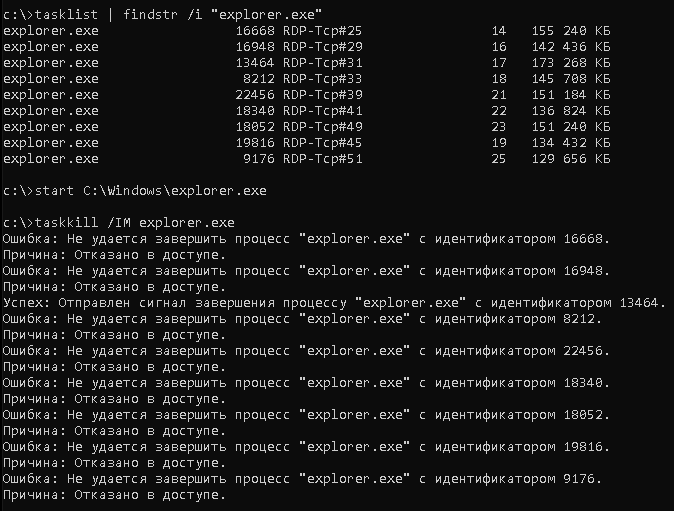 c:\>tasklist | findstr /i "explorer.exe"
explorer.exe 16668 RDP-Tcp#25 14 155 240 КБ
explorer.exe 16948 RDP-Tcp#29 16 142 436 КБ
explorer.exe 13464 RDP-Tcp#31 17 173 268 КБ
explorer.exe 8212 RDP-Tcp#33 18 145 708 КБ
explorer.exe 22456 RDP-Tcp#39 21 151 184 КБ
explorer.exe 18340 RDP-Tcp#41 22 136 824 КБ
explorer.exe 18052 RDP-Tcp#49 23 151 240 КБ
explorer.exe 19816 RDP-Tcp#45 19 134 432 КБ
explorer.exe 9176 RDP-Tcp#51 25 129 656 КБ
c:\>start C:\Windows\explorer.exe
c:\>taskkill /IM explorer.exe
Ошибка: Не удается завершить процесс "explorer.exe" с идентификатором 16668.
Причина: Отказано в доступе.
Ошибка: Не удается завершить процесс "explorer.exe" с идентификатором 16948.
Причина: Отказано в доступе.
Успех: Отправлен сигнал завершения процессу "explorer.exe" с идентификатором 13464.
Ошибка: Не удается завершить процесс "explorer.exe" с идентификатором 8212.
Причина: Отказано в доступе.
Ошибка: Не удается завершить процесс "explorer.exe" с идентификатором 22456.
Причина: Отказано в доступе.
Ошибка: Не удается завершить процесс "explorer.exe" с идентификатором 18340.
Причина: Отказано в доступе.
Ошибка: Не удается завершить процесс "explorer.exe" с идентификатором 18052.
Причина: Отказано в доступе.
Ошибка: Не удается завершить процесс "explorer.exe" с идентификатором 19816.
Причина: Отказано в доступе.
Ошибка: Не удается завершить процесс "explorer.exe" с идентификатором 9176.
Причина: Отказано в доступе.